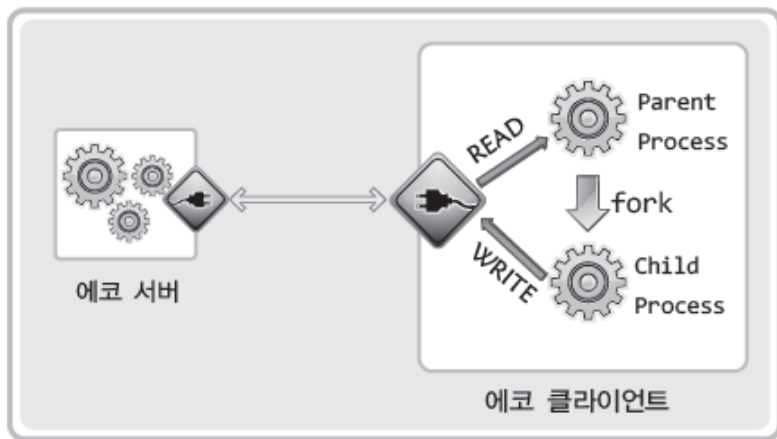 에코 서버
READ
Parent
Process
fork
WRITE
Child
Process
에코 클라이언트